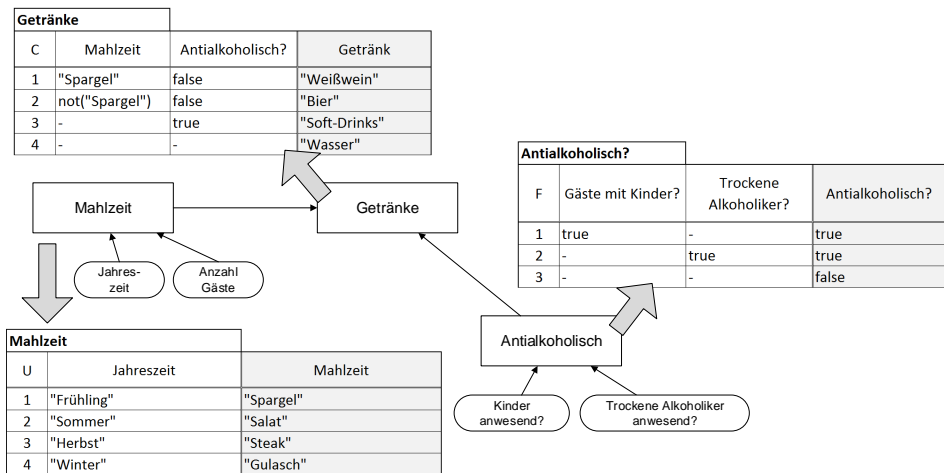 Getränke
C Mahlzeit Antialkoholisch? Getränk
1 "Spargel" false "Weißwein"
2 not("Spargel") false "Bier"
3 - true "Soft-Drinks"
4 - - "Wasser"
Antialkoholisch?
F Gäste mit Kinder? Trockene Alkoholiker? Antialkoholisch?
1 true - true
2 - true true
3 - - false
Mahlzeit
Getränke
Jahres-
zeit
Anzahl
Gäste
Antialkoholisch
Kinder
anwesend?
Trockene Alkoholiker
anwesend?
Mahlzeit
U Jahreszeit Mahlzeit
1 "Frühling" "Spargel"
2 "Sommer" "Salat"
3 "Herbst" "Steak"
4 "Winter" "Gulasch"